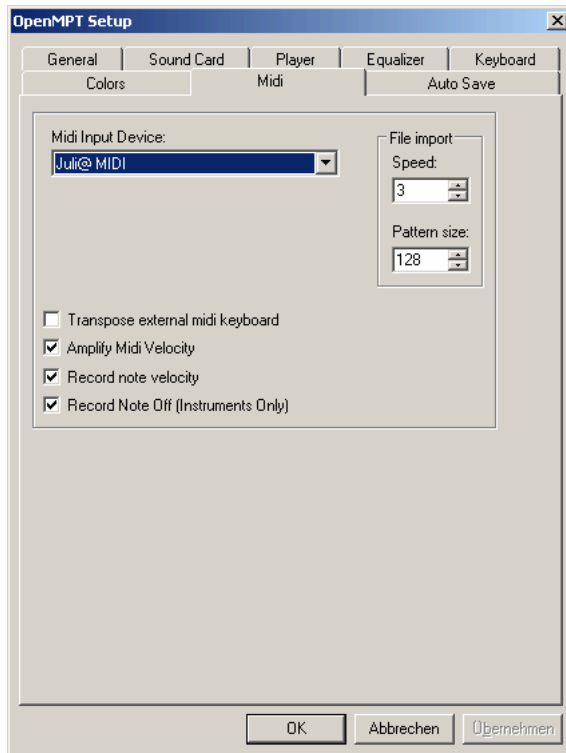 OpenMPT Setup
General Sound Card Player Equalizer Keyboard
Colors Midi Auto Save
Midi Input Device:
Juli@ MIDI
File import
Speed:
3
Pattern size:
128
Transpose external midi keyboard
Amplify Midi Velocity
Record note velocity
Record Note Off (Instruments Only)
OK Abbrechen Übernehmen